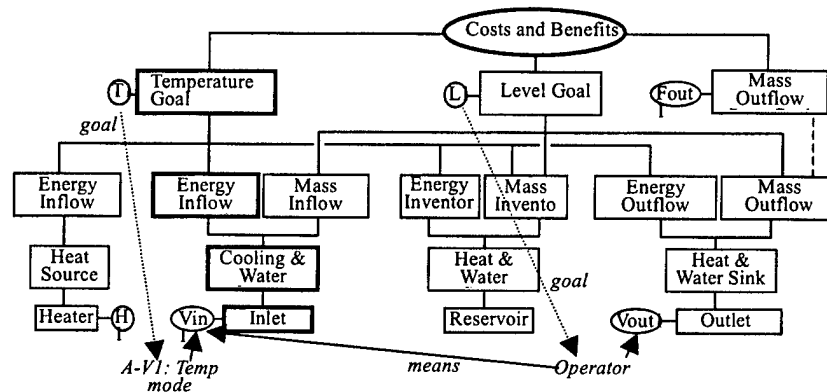 Costs and Benefits
T
Temperature
Goal
L
Level Goal
Fout
Mass
Outflow
goal
Energy
Inflow
Energy
Inflow
Mass
Inflow
Energy
Inventor
Mass
Invento
Energy
Outflow
Mass
Outflow
Heat
Source
Cooling &
Water
Heat &
Water
goal
Heat &
Water Sink
Heater
H
Vin
Inlet
Reservoir
Vout
Outlet
A-V1: Temp
mode
means
Operator